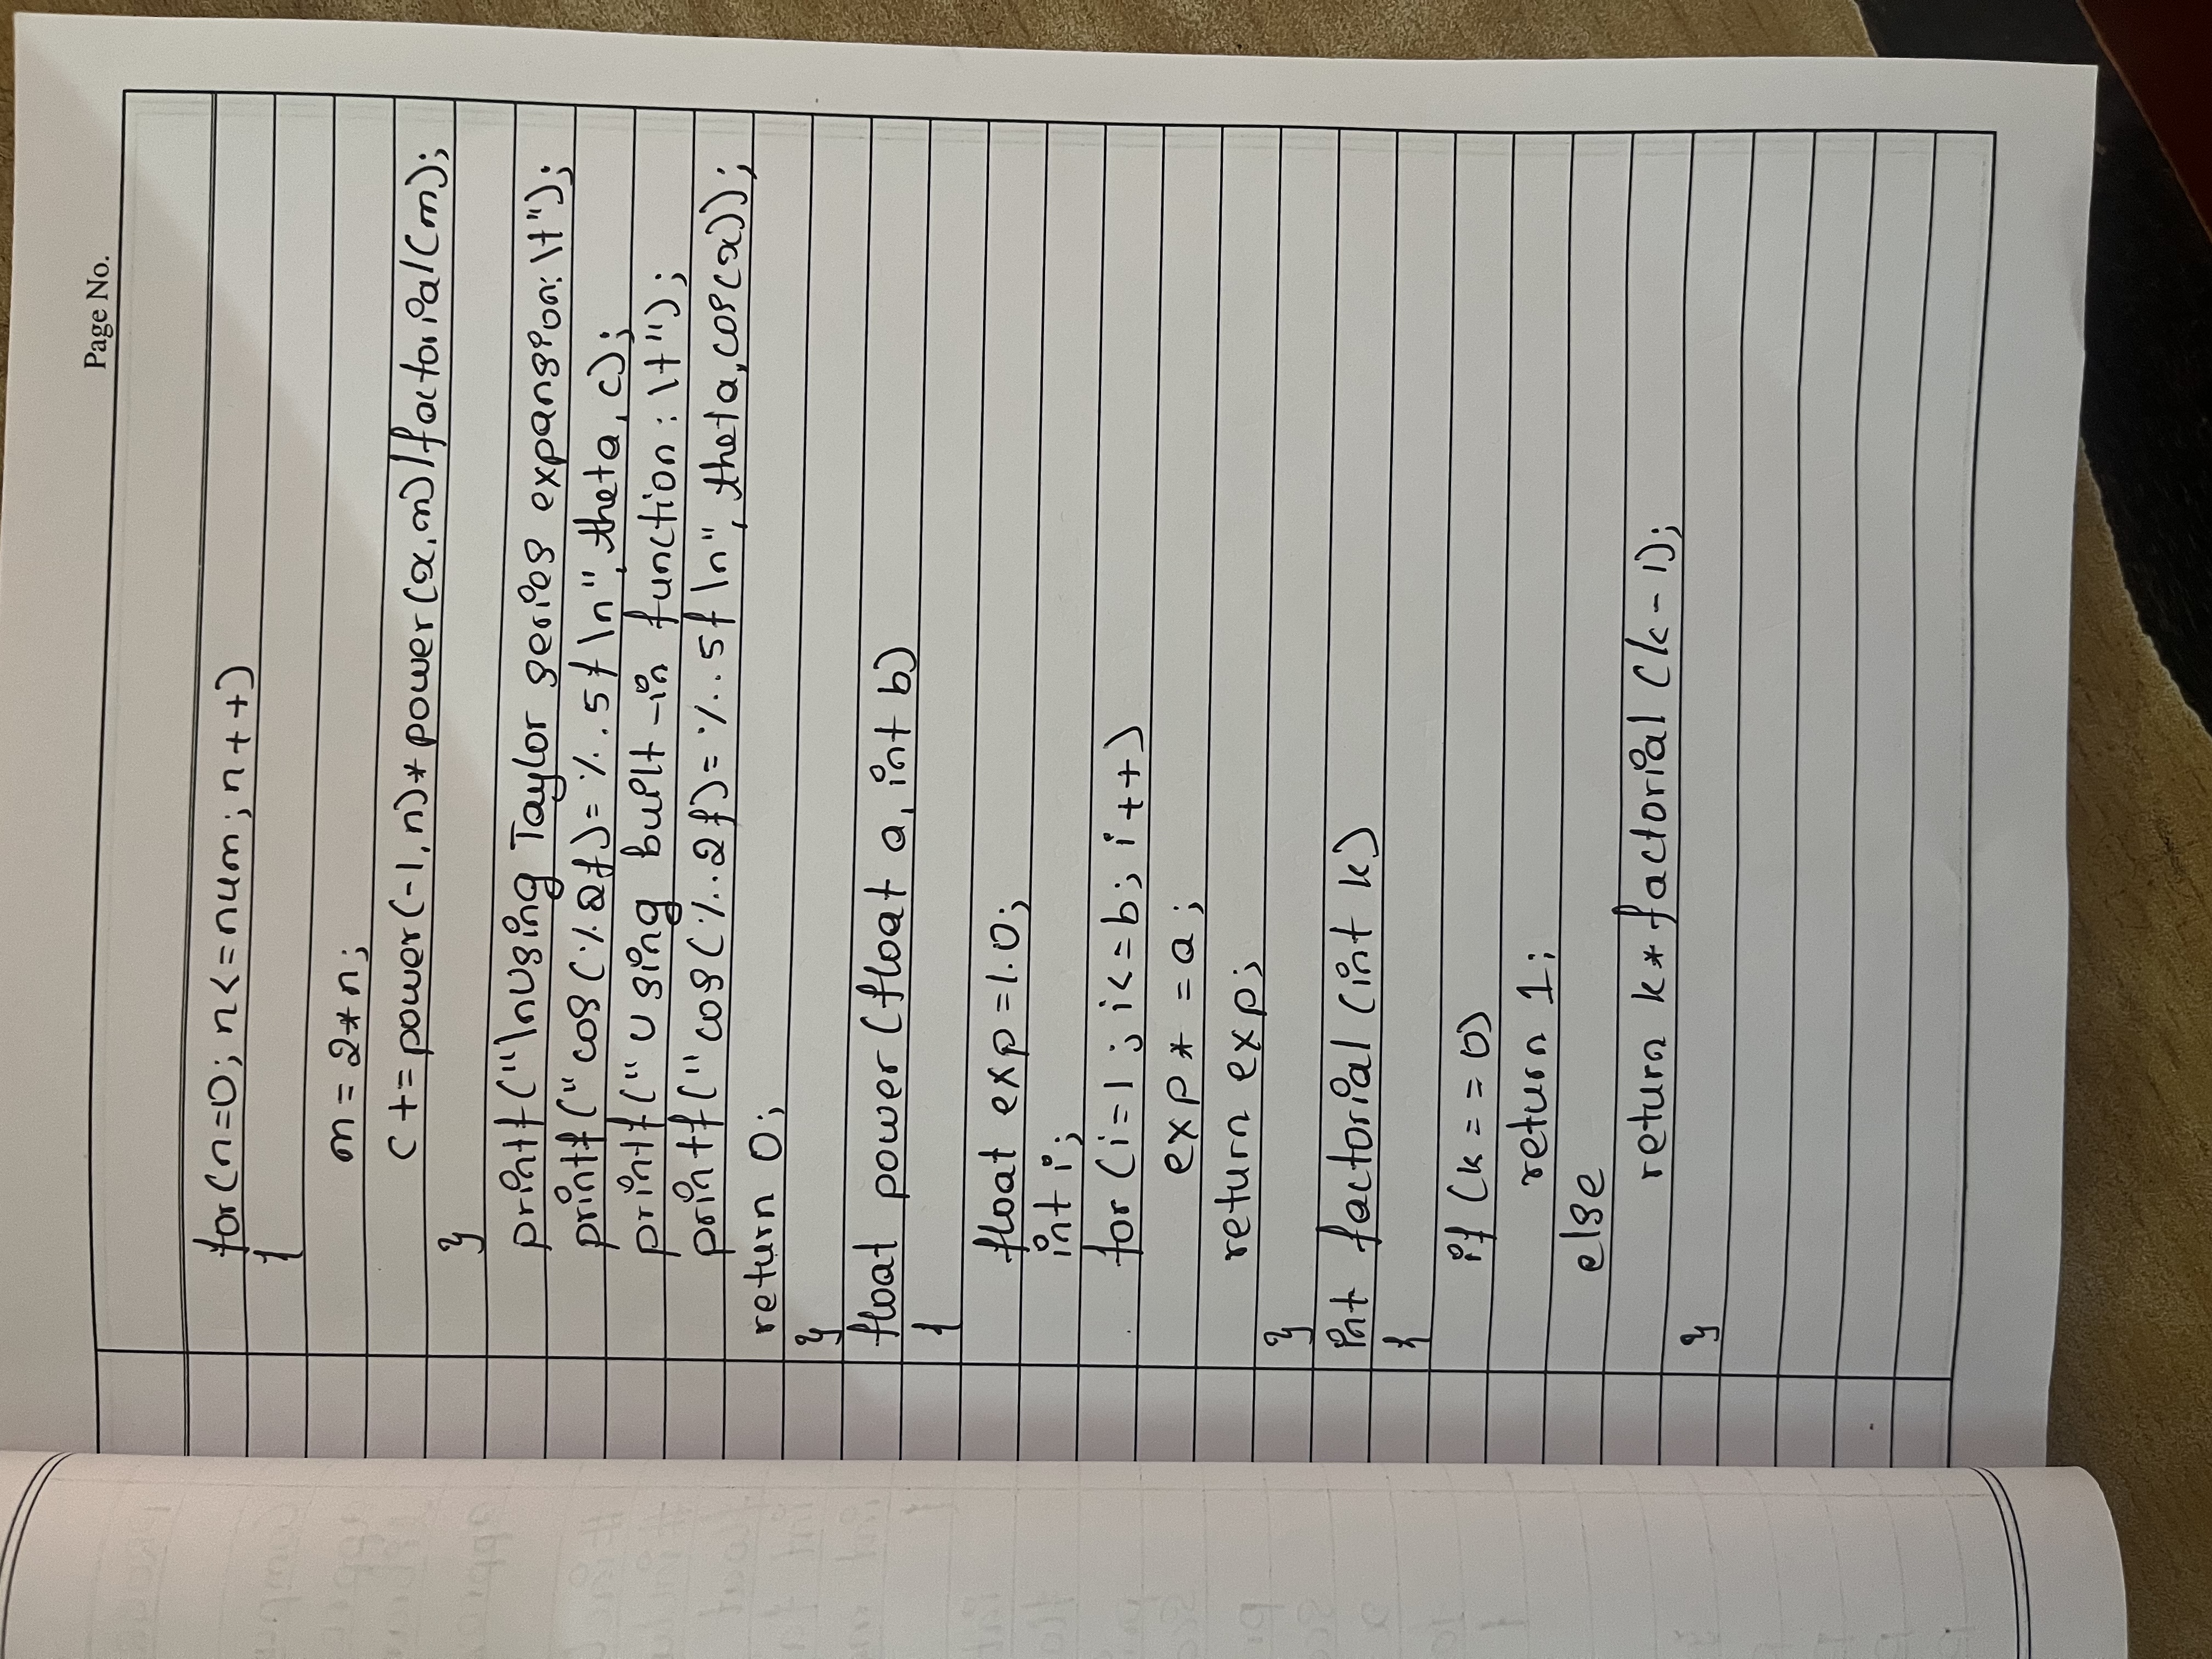 Page No.
for(n=0; n<=num; n++)
{
m = 2*n;
c += power(-1, n)* power(x, m)/factorial(m);
}
printf("\nUsing Taylor series expansion: \t");
printf("cos(%.2f)= %.5f \n", theta, c);
printf("Using built-in function: \t");
printf("cos(%..2f)= %..5f \n", theta, cos(x));
return 0;
}
float power (float a, int b)
{
float exp =1.0;
int i;
for (i=1; i<=b; i++)
exp* =a;
return exp;
}
int factorial (int k)
{
if (k = = 0)
return 1;
else
return k* factorial (k-1);
}